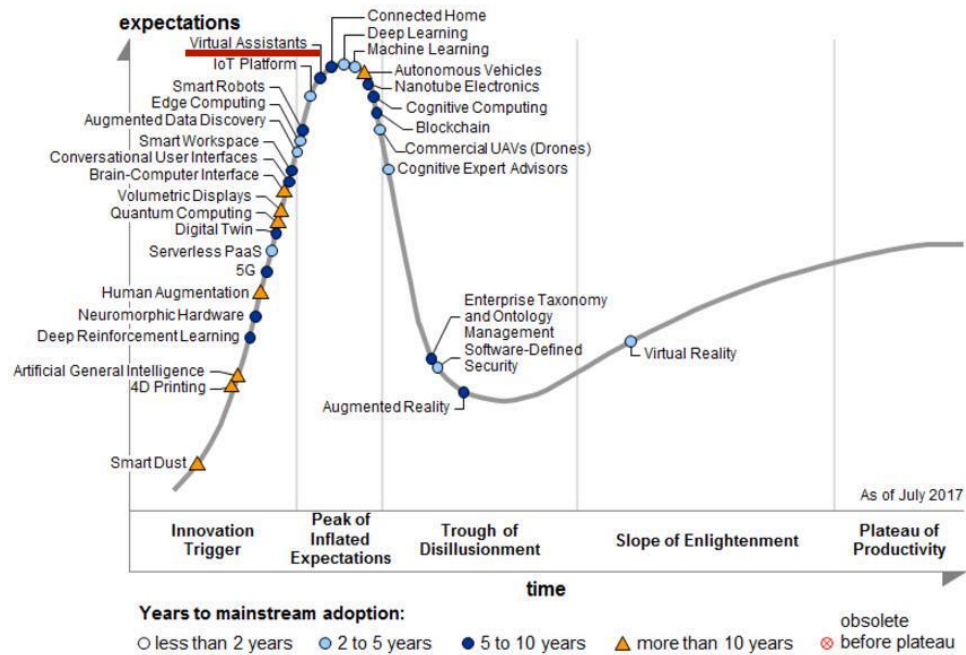 expectations
Connected Home
Deep Learning
Virtual Assistants
Machine Learning
IoT Platform
Autonomous Vehicles
Nanotube Electronics
Smart Robots
Edge Computing
Cognitive Computing
Augmented Data Discovery
Blockchain
Smart Workspace
Commercial UAVs (Drones)
Conversational User Interfaces
Cognitive Expert Advisors
Brain-Computer Interface
Volumetric Displays
Quantum Computing
Digital Twin
Serverless PaaS
5G
Human Augmentation
Neuromorphic Hardware
Deep Reinforcement Learning
Artificial General Intelligence
4D Printing
Smart Dust
Enterprise Taxonomy
and Ontology
Management
Software-Defined
Security
Augmented Reality
Virtual Reality
As of July 2017
Innovation
Trigger
Peak of
Inflated
Expectations
Trough of
Disillusionment
Slope of Enlightenment
Plateau of
Productivity
time
Years to mainstream adoption:
less than 2 years
2 to 5 years
5 to 10 years
more than 10 years
obsolete
before plateau